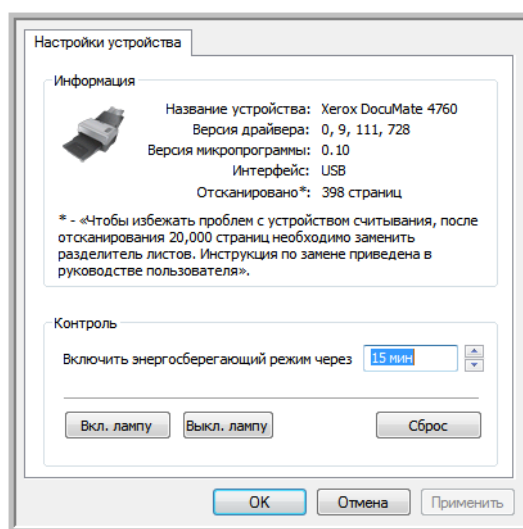 Настройки устройства
Информация
Название устройства: Xerox DocuMate 4760
Версия драйвера: 0, 9, 111, 728
Версия микропрограммы: 0.10
Интерфейс: USB
Отсканировано*: 398 страниц
* - «Чтобы избежать проблем с устройством считывания, после
отсканирования 20,000 страниц необходимо заменить
разделитель листов. Инструкция по замене приведена в
руководстве пользователя».
Контроль
Включить энергосберегающий режим через 15 мин
Вкл. лампу Выкл. лампу Сброс
OK Отмена Применить